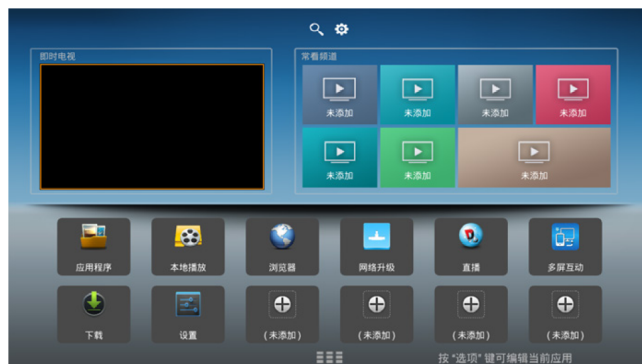 即时电视
常看频道
未添加
未添加
未添加
未添加
未添加
未添加
未添加
应用程序
本地播放
浏览器
网络升级
直播
多屏互动
下载
设置
(未添加)
(未添加)
(未添加)
(未添加)
按“选项”键可编辑当前应用